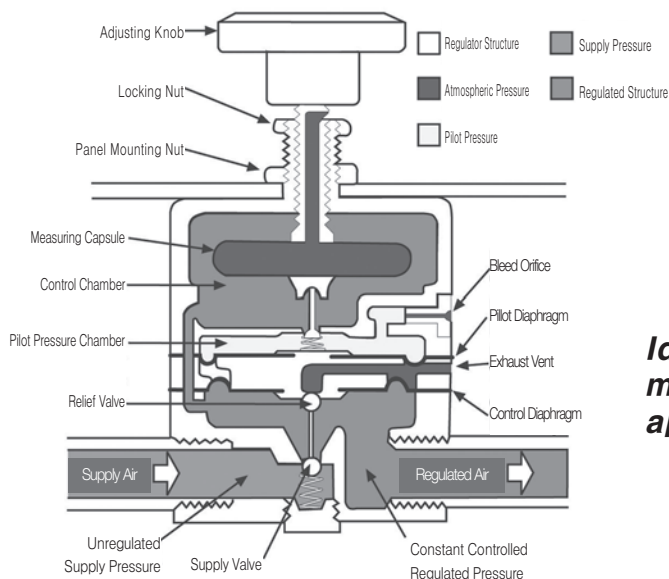 Adjusting Knob
Locking Nut
Panel Mounting Nut
Measuring Capsule
Control Chamber
Pilot Pressure Chamber
Relief Valve
Supply Air
Unregulated
Supply Pressure
Supply Valve
Regulator Structure
Supply Pressure
Atmospheric Pressure
Regulated Structure
Pilot Pressure
Bleed Orifice
Pillot Diaphragm
Exhaust Vent
Control Diaphragm
Regulated Air
Constant Controlled
Regulated Pressure